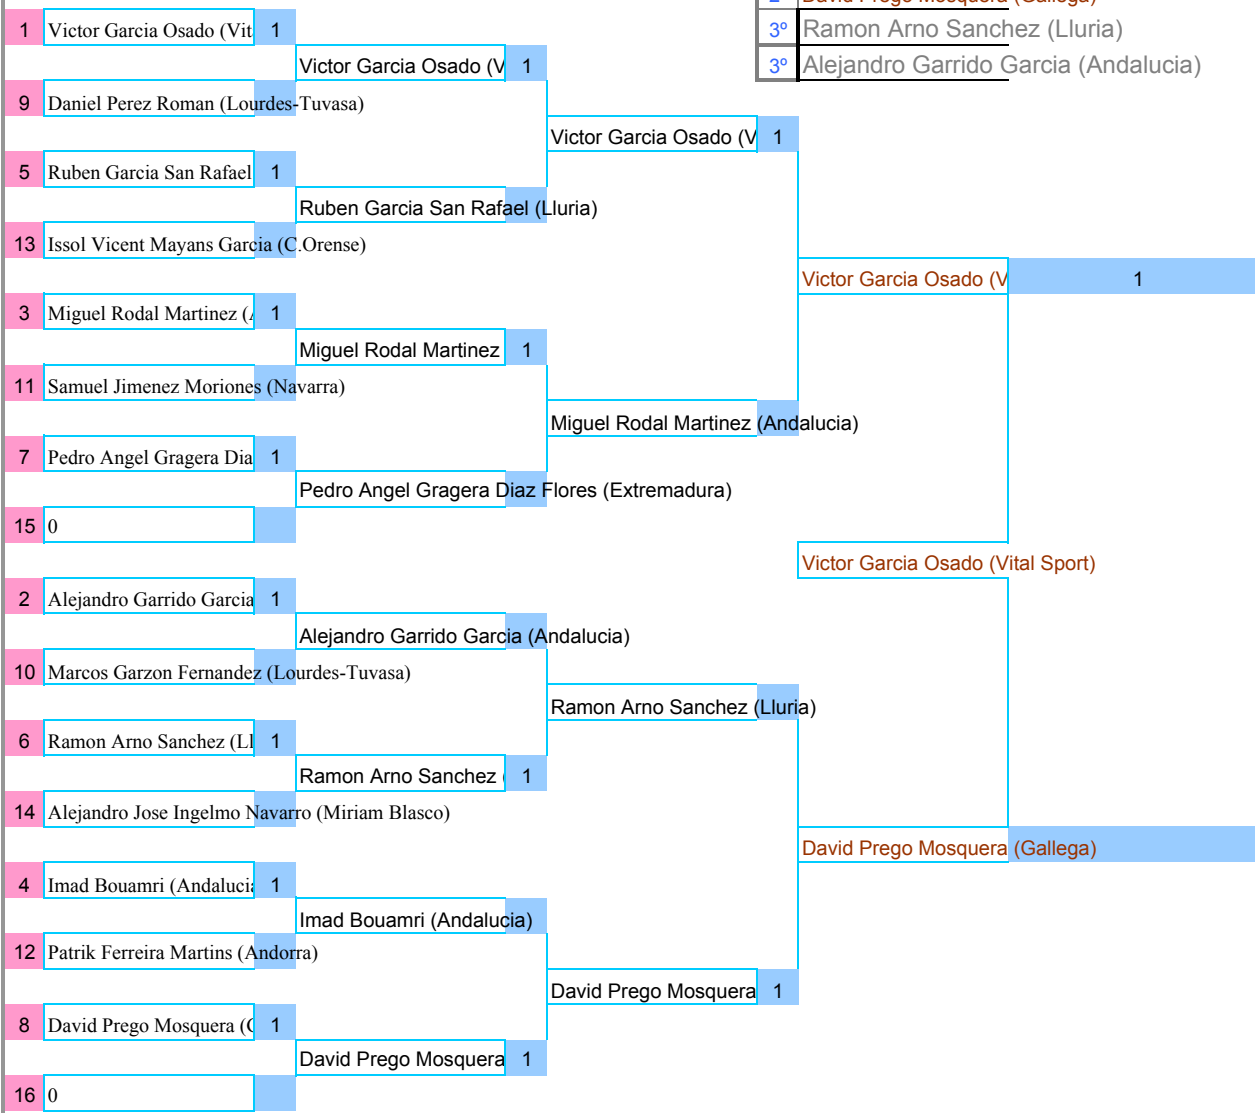 2º David Prego Mosquera (Gallega)
1 Victor Garcia Osado (Vit 1
3º Ramon Arno Sanchez (Lluria)
Victor Garcia Osado (V 1
3º Alejandro Garrido Garcia (Andalucia)
9 Daniel Perez Roman (Lourdes-Tuvasa)
Victor Garcia Osado (V 1
5 Ruben Garcia San Rafael 1
Ruben Garcia San Rafael (Lluria)
13 Issol Vicent Mayans Garcia (C.Orense)
Victor Garcia Osado (V 1
3 Miguel Rodal Martinez (A 1
Miguel Rodal Martinez 1
11 Samuel Jimenez Moriones (Navarra)
Miguel Rodal Martinez (Andalucia)
7 Pedro Angel Gragera Dia 1
Pedro Angel Gragera Diaz Flores (Extremadura)
15 0
Victor Garcia Osado (Vital Sport)
2 Alejandro Garrido Garcia 1
Alejandro Garrido Garcia (Andalucia)
10 Marcos Garzon Fernandez (Lourdes-Tuvasa)
Ramon Arno Sanchez (Lluria)
6 Ramon Arno Sanchez (Ll 1
Ramon Arno Sanchez ( 1
14 Alejandro Jose Ingelmo Navarro (Miriam Blasco)
David Prego Mosquera (Gallega)
4 Imad Bouamri (Andalucia 1
Imad Bouamri (Andalucia)
12 Patrik Ferreira Martins (Andorra)
David Prego Mosquera 1
8 David Prego Mosquera (G 1
David Prego Mosquera 1
16 0